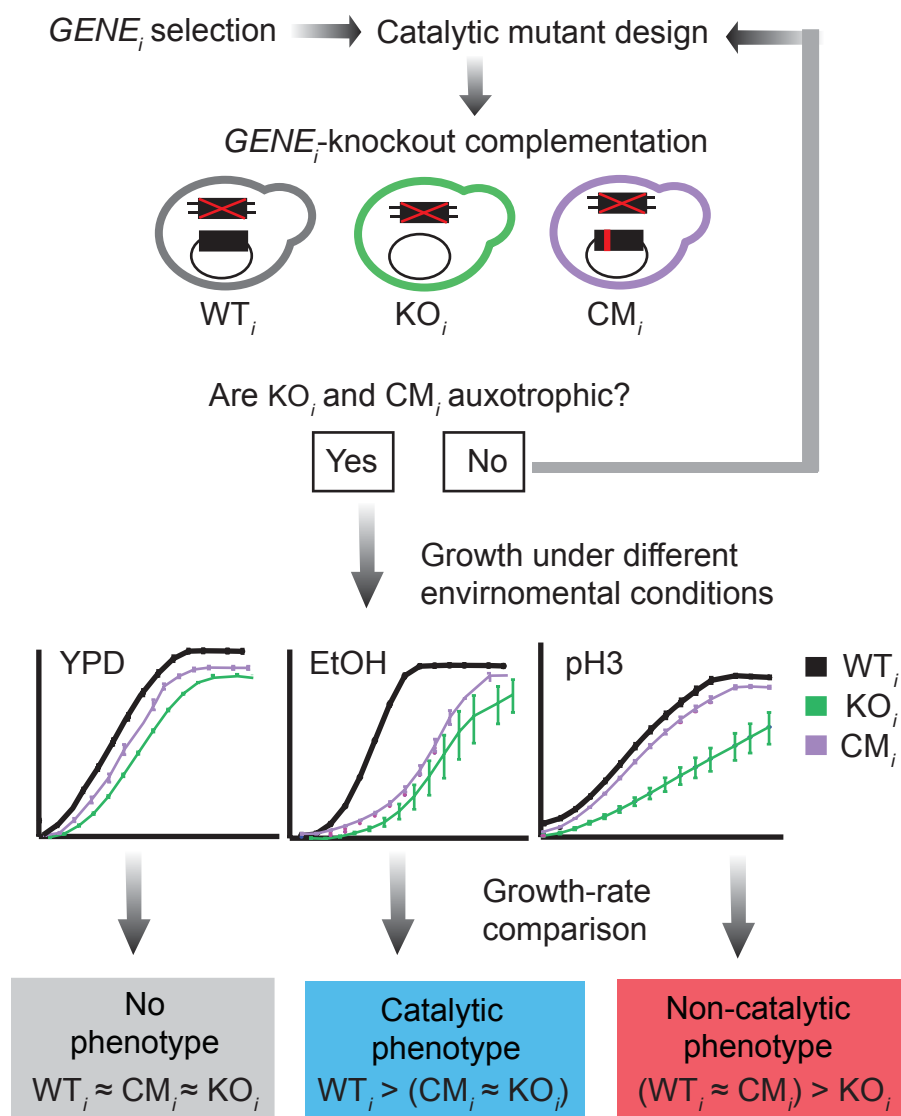 GENEi selection
Catalytic mutant design
GENEi-knockout complementation
WTi
KOi
CMi
Are KOi and CMi auxotrophic?
Yes
No
Growth under different
envirnomental conditions
YPD
EtOH
pH3
WTi
KOi
CMi
Growth-rate
comparison
No
phenotype
WTi ≈ CMi ≈ KOi
Catalytic
phenotype
WTi > (CMi ≈ KOi)
Non-catalytic
phenotype
(WTi ≈ CMi) > KOi